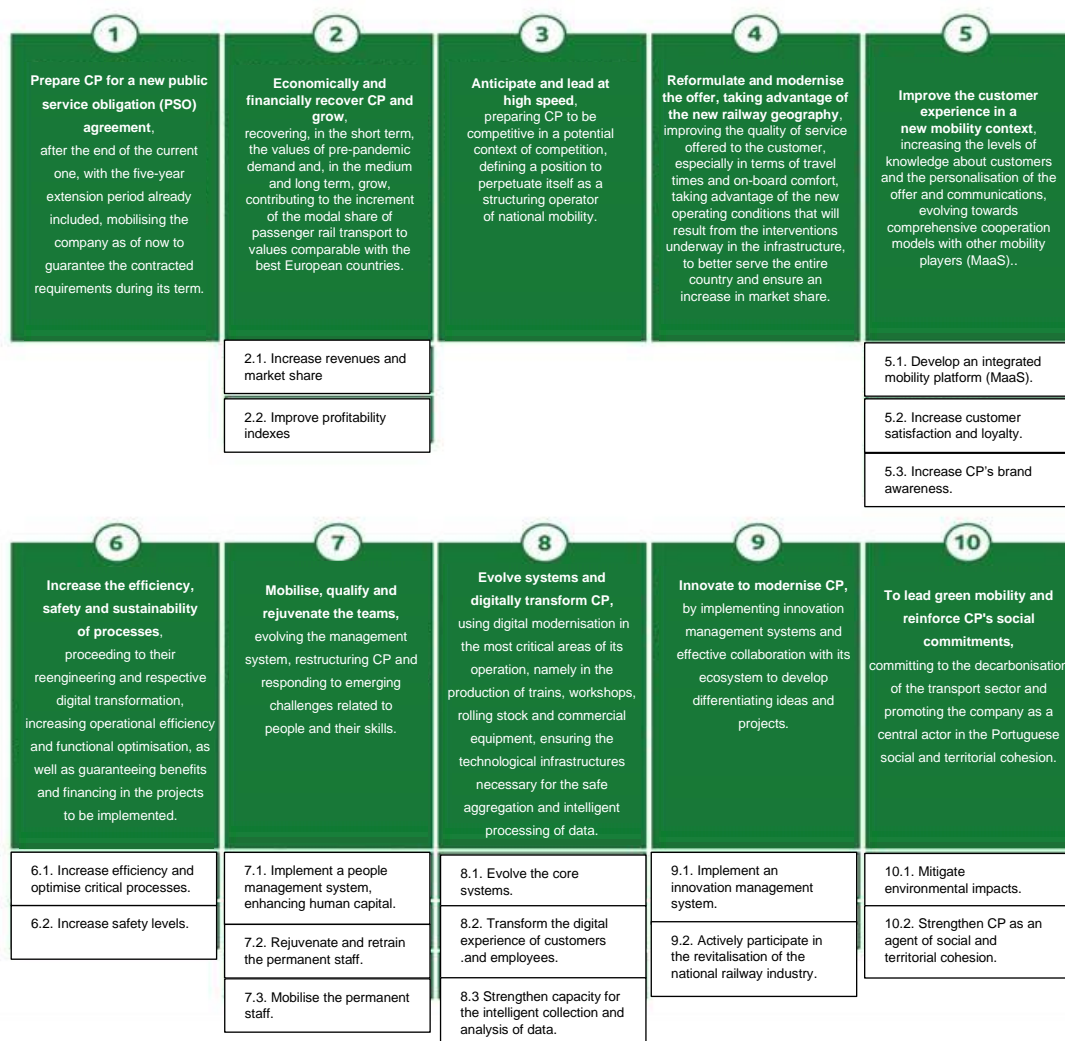 1
Prepare CP for a new public
service obligation (PSO)
agreement,
after the end of the current
one, with the five-year
extension period already
included, mobilising the
company as of now to
guarantee the contracted
requirements during its term.
2
Economically and
financially recover CP and
grow,
recovering, in the short term,
the values of pre-pandemic
demand and, in the medium
and long term, grow,
contributing to the increment
of the modal share of
passenger rail transport to
values comparable with the
best European countries.
2.1. Increase revenues and
market share
2.2. Improve profitability
indexes
3
Anticipate and lead at
high speed,
preparing CP to be
competitive in a potential
context of competition,
defining a position to
perpetuate itself as a
structuring operator
of national mobility.
4
Reformulate and modernise
the offer, taking advantage of
the new railway geography,
improving the quality of service
offered to the customer,
especially in terms of travel
times and on-board comfort,
taking advantage of the new
operating conditions that will
result from the interventions
underway in the infrastructure,
to better serve the entire
country and ensure an
increase in market share.
5
Improve the customer
experience in a
new mobility context,
increasing the levels of
knowledge about customers
and the personalisation of the
offer and communications,
evolving towards
comprehensive cooperation
models with other mobility
players (MaaS)..
5.1. Develop an integrated
mobility platform (MaaS).
5.2. Increase customer
satisfaction and loyalty.
5.3. Increase CP's brand
awareness.
6
Increase the efficiency,
safety and sustainability
of processes,
proceeding to their
reengineering and respective
digital transformation,
increasing operational efficiency
and functional optimisation, as
well as guaranteeing benefits
and financing in the projects
to be implemented.
6.1. Increase efficiency and
optimise critical processes.
6.2. Increase safety levels.
7
Mobilise, qualify and
rejuvenate the teams,
evolving the management
system, restructuring CP and
responding to emerging
challenges related to
people and their skills.
7.1. Implement a people
management system,
enhancing human capital.
7.2. Rejuvenate and retrain
the permanent staff.
7.3. Mobilise the permanent
staff.
8
Evolve systems and
digitally transform CP,
using digital modernisation in
the most critical areas of its
operation, namely in the
production of trains, workshops,
rolling stock and commercial
equipment, ensuring the
technological infrastructures
necessary for the safe
aggregation and intelligent
processing of data.
8.1. Evolve the core
systems.
8.2. Transform the digital
experience of customers
.and employees.
8.3 Strengthen capacity for
the intelligent collection and
analysis of data.
9
Innovate to modernise CP,
by implementing innovation
management systems and
effective collaboration with its
ecosystem to develop
differentiating ideas and
projects.
9.1. Implement an
innovation management
system.
9.2. Actively participate in
the revitalisation of the
national railway industry.
10
To lead green mobility and
reinforce CP's social
commitments,
committing to the decarbonisation
of the transport sector and
promoting the company as a
central actor in the Portuguese
social and territorial cohesion.
10.1. Mitigate
environmental impacts.
10.2. Strengthen CP as an
agent of social and
territorial cohesion.